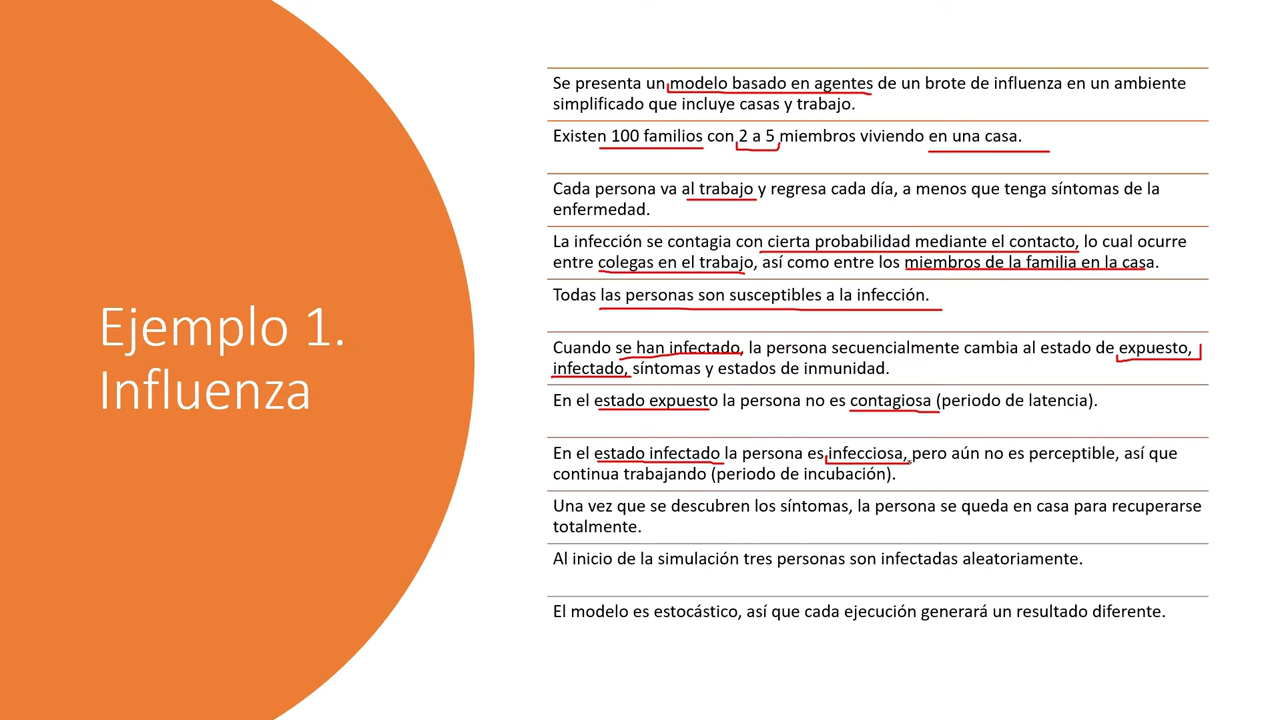 Ejemplo 1.
Influenza
Se presenta un modelo basado en agentes de un brote de influenza en un ambiente
simplificado que incluye casas y trabajo.
Existen 100 familios con 2 a 5 miembros viviendo en una casa.
Cada persona va al trabajo y regresa cada día, a menos que tenga síntomas de la
enfermedad.
La infección se contagia con cierta probabilidad mediante el contacto, lo cual ocurre
entre colegas en el trabajo, así como entre los miembros de la familia en la casa.
Todas las personas son susceptibles a la infección.
Cuando se han infectado, la persona secuencialmente cambia al estado de expuesto,
infectado, síntomas y estados de inmunidad.
En el estado expuesto la persona no es contagiosa (periodo de latencia).
En el estado infectado la persona es infecciosa, pero aún no es perceptible, así que
continua trabajando (periodo de incubación).
Una vez que se descubren los síntomas, la persona se queda en casa para recuperarse
totalmente.
Al inicio de la simulación tres personas son infectadas aleatoriamente.
El modelo es estocástico, así que cada ejecución generará un resultado diferente.